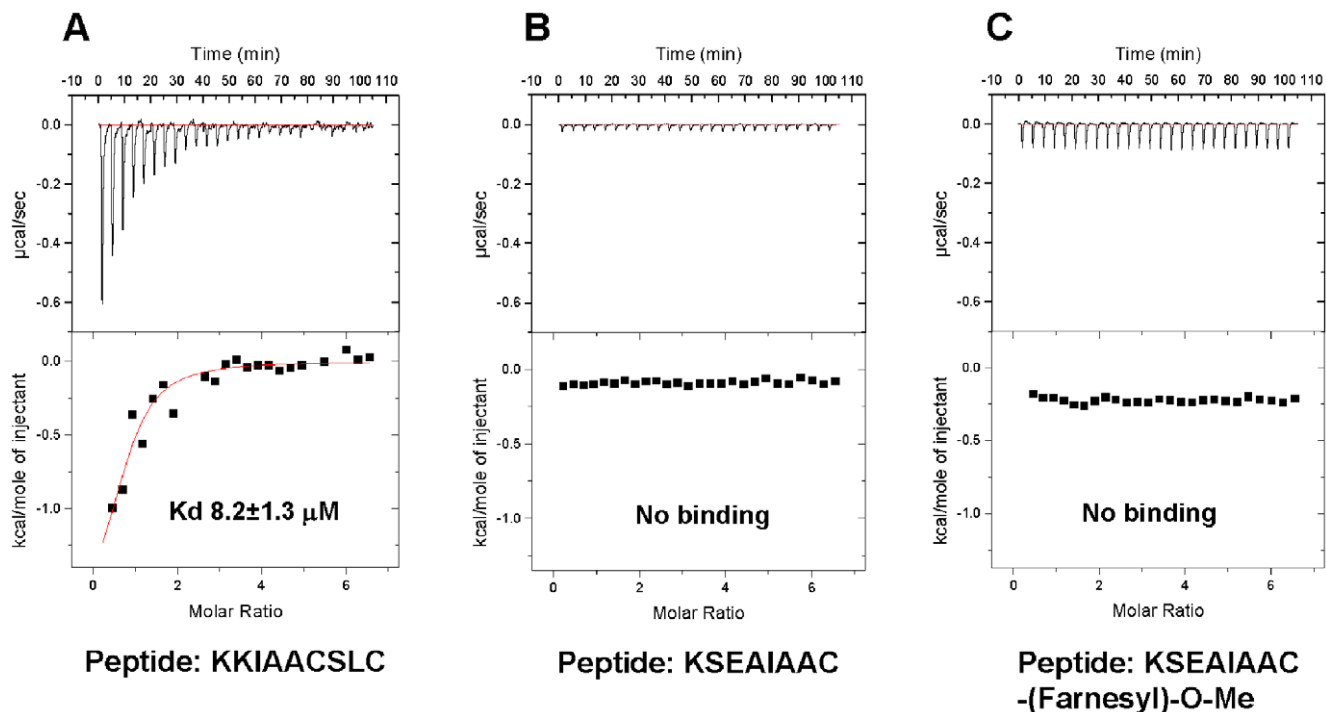 A
Time (min)
-10 0 10 20 30 40 50 60 70 80 90 100 110
0.0
-0.2
-0.4
-0.6
µcal/sec
0.0
-0.5
-1.0
kcal/mole of injectant
Kd 8.2±1.3 µM
0 2 4 6
Molar Ratio
Peptide: KKIAACSLC
B
Time (min)
-10 0 10 20 30 40 50 60 70 80 90 100 110
0.0
-0.2
-0.4
-0.6
µcal/sec
0.0
-0.5
-1.0
kcal/mole of injectant
No binding
0 2 4 6
Molar Ratio
Peptide: KSEAIAAC
C
Time (min)
-10 0 10 20 30 40 50 60 70 80 90 100 110
0.0
-0.2
-0.4
-0.6
µcal/sec
0.0
-0.5
-1.0
kcal/mole of injectant
No binding
0 2 4 6
Molar Ratio
Peptide: KSEAIAAC
-(Farnesyl)-O-Me